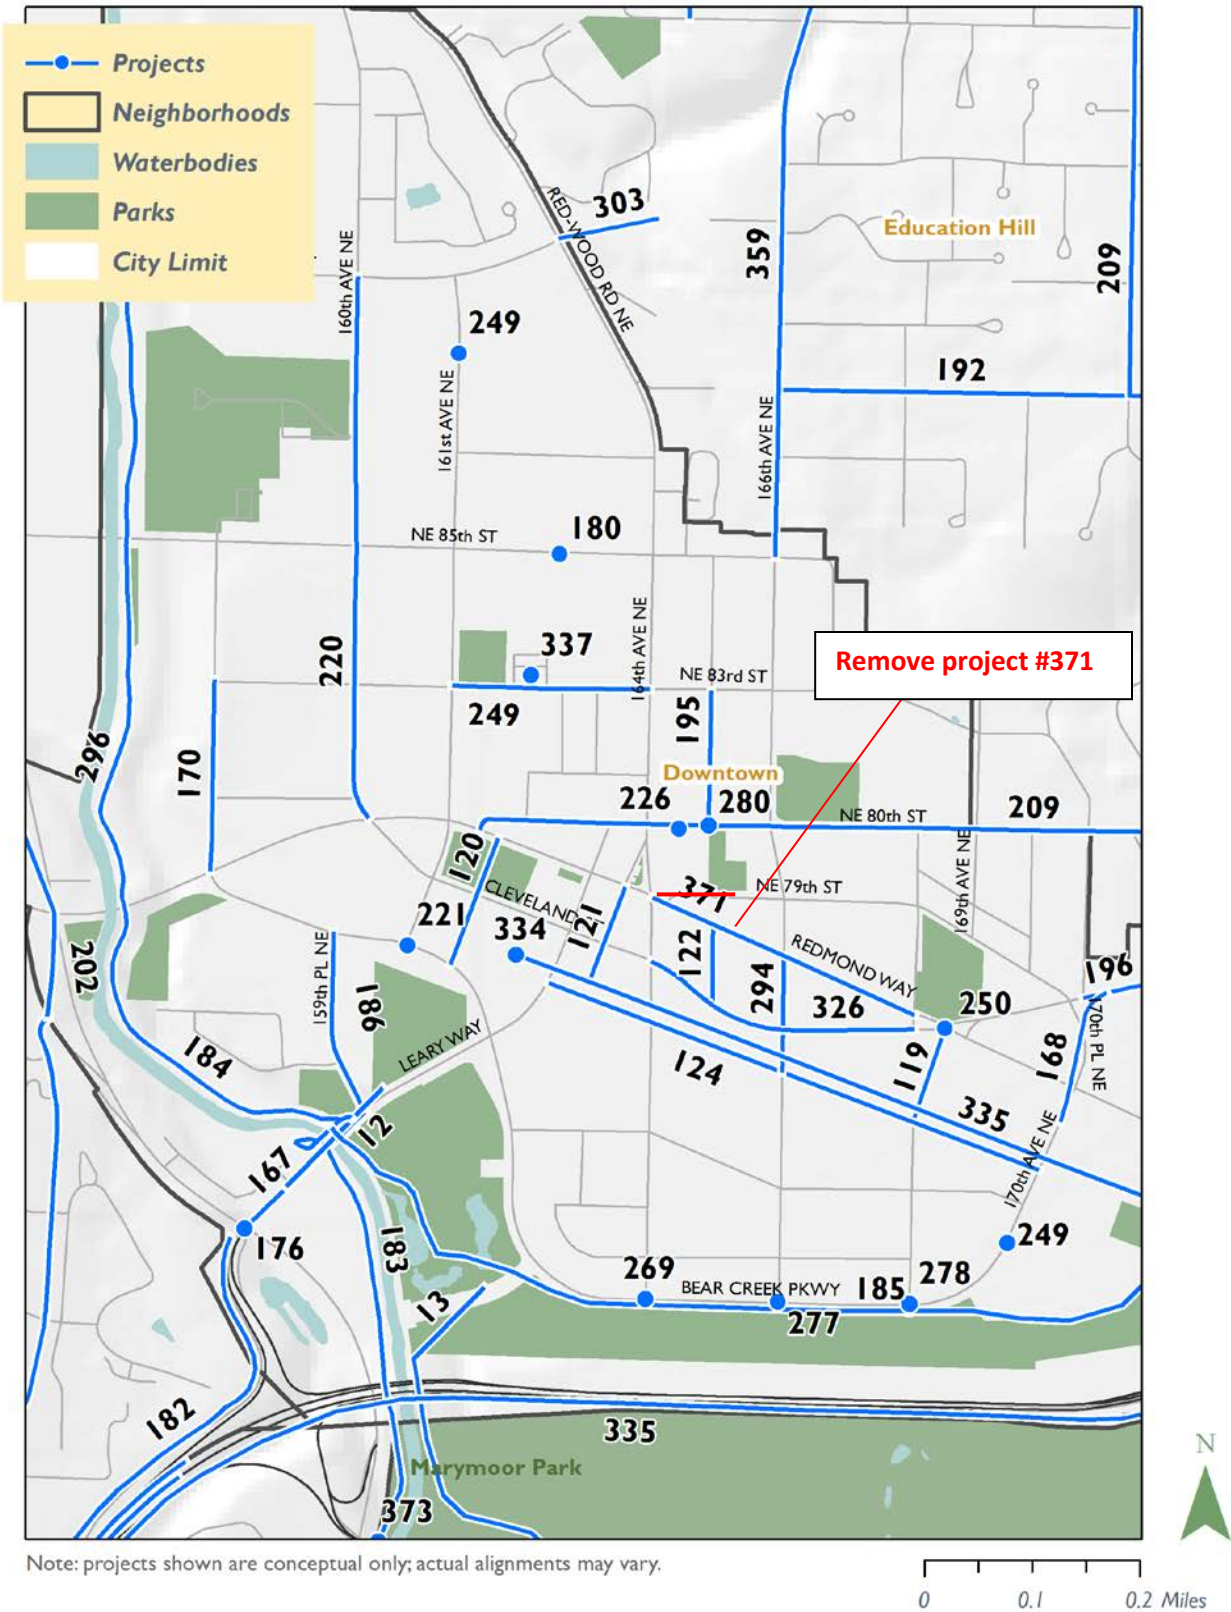 Projects
Neighborhoods
Waterbodies
Parks
City Limit
303
RED-WOOD RD NE
359
Education Hill
209
160th AVE NE
249
161st AVE NE
192
166th AVE NE
NE 85th ST
180
220
337
164th AVE NE
NE 83rd ST
Remove project #371
249
195
296
170
Downtown
226
280
NE 80th ST
209
120
CLEVELAND
371
NE 79th ST
169th AVE NE
221
334
121
122
REDMOND WAY
202
159th PL NE
186
294
326
250
196
170th PL NE
184
LEARY WAY
124
119
168
335
12
167
170th AVE NE
176
183
249
269
BEAR CREEK PKWY
185
278
13
277
182
335
Marymoor Park
373
N
Note: projects shown are conceptual only; actual alignments may vary.
0 0.1 0.2 Miles